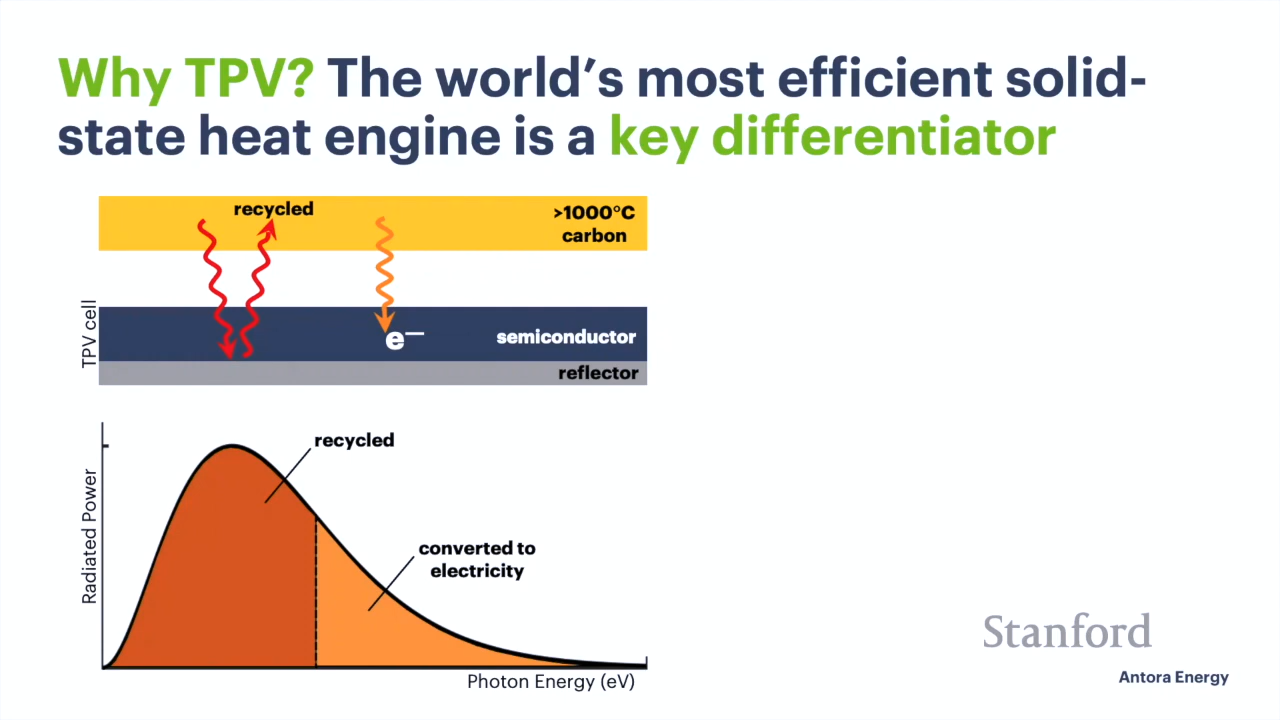 Why TPV? The world's most efficient solid-
state heat engine is a key differentiator
recycled
>1000°C
carbon
TPV cell
e—
semiconductor
reflector
recycled
Radiated Power
converted to
electricity
Photon Energy (eV)
Stanford
Antora Energy